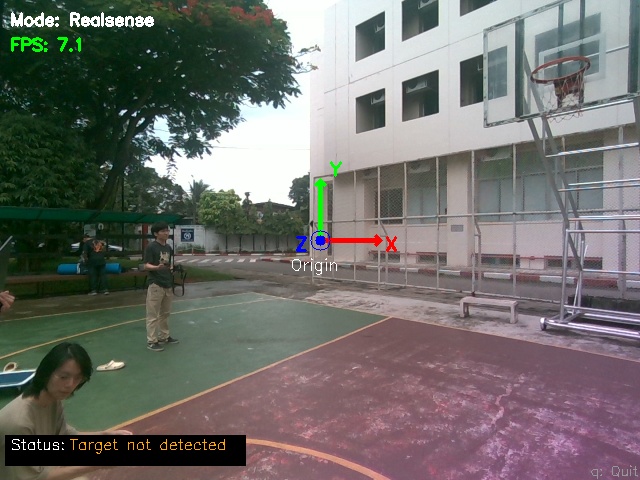 Mode: Realsense
FPS: 7.1
Y
Z
X
Origin
Status: Target not detected
q: Quit